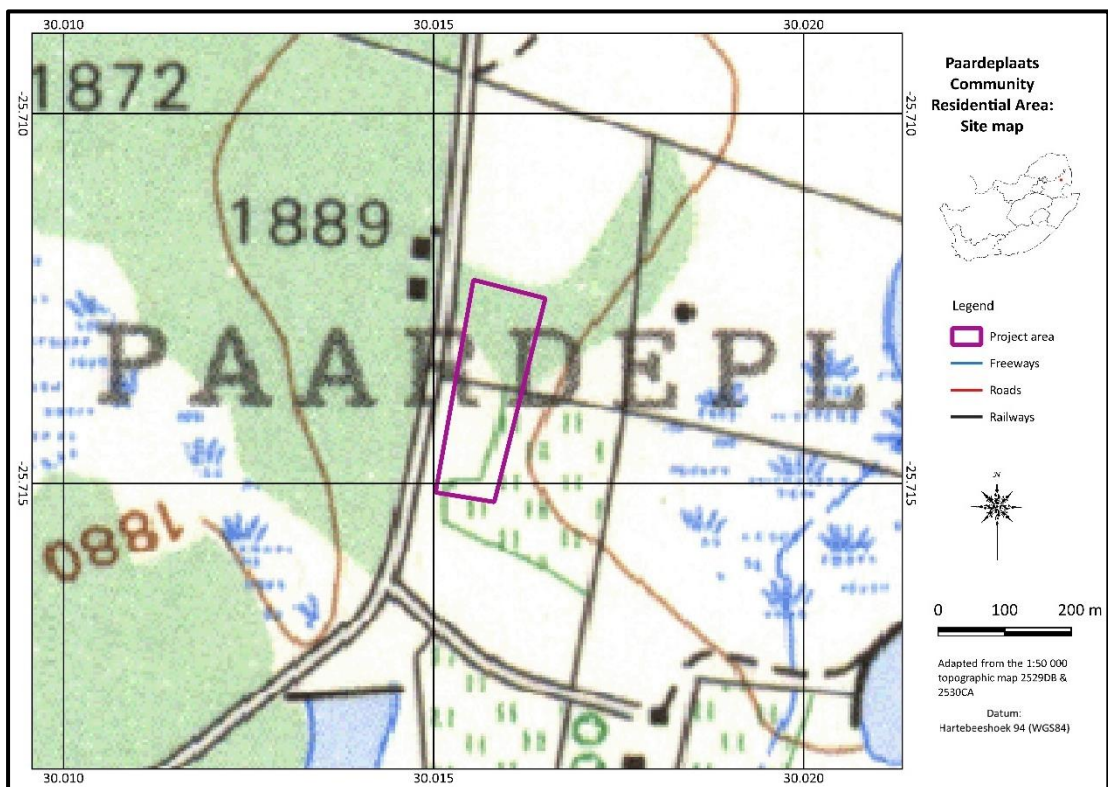 30.010 30.015 30.020
Paardeplaats
Community
Residential Area:
Site map
1872
-25.710
-25.710
1889
Legend
PAARDEPL
Project area
Freeways
Roads
Railways
N
-25.715
-25.715
1880
0 100 200 m
Adapted from the 1:50 000
topographic map 2529DB &
2530CA
Datum:
Hartebeeshoek 94 (WGS84)
30.010 30.015 30.020